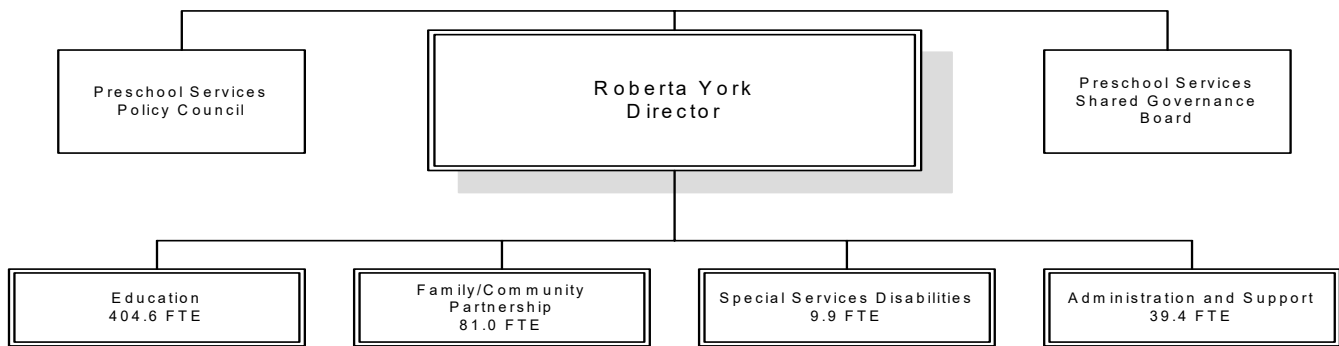 Preschool Services
Policy Council
Roberta York
Director
Preschool Services
Shared Governance
Board
Education
404.6 FTE
Family/Community
Partnership
81.0 FTE
Special Services Disabilities
9.9 FTE
Administration and Support
39.4 FTE